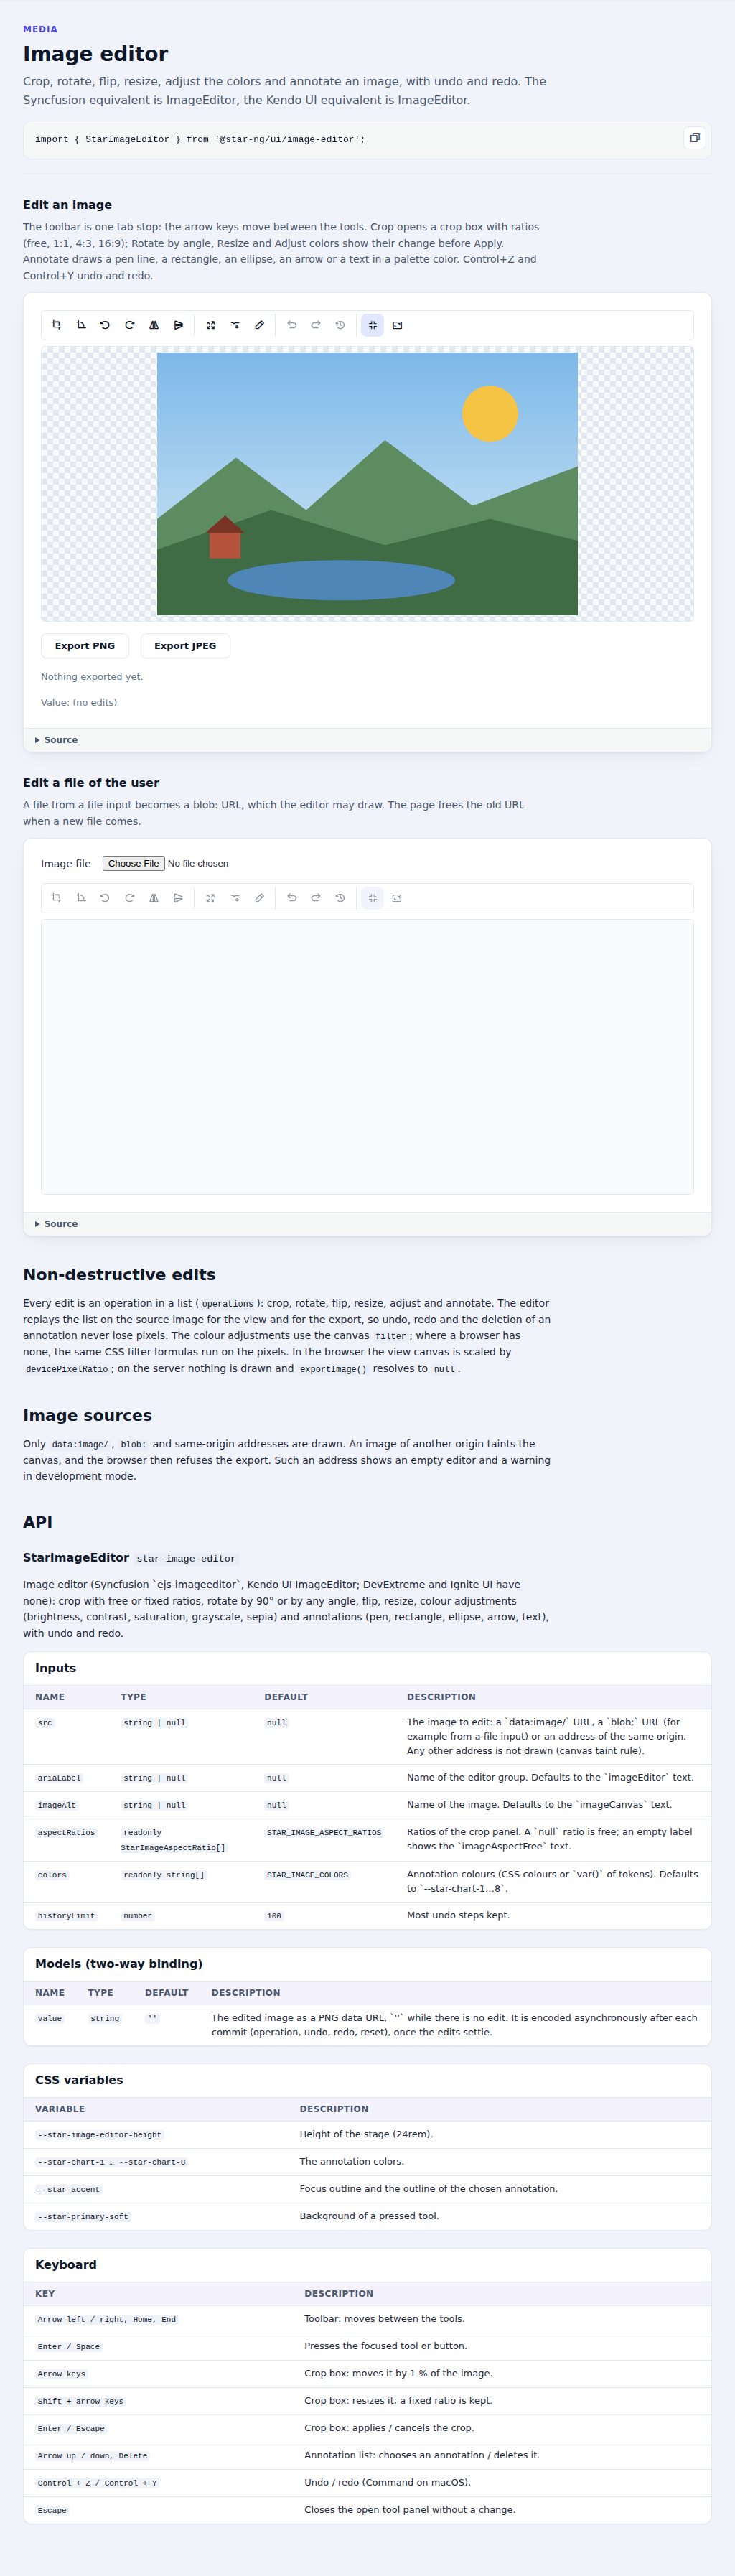 MEDIA
Image editor
Crop, rotate, flip, resize, adjust the colors and annotate an image, with undo and redo. The
Syncfusion equivalent is ImageEditor, the Kendo UI equivalent is ImageEditor.
import { StarImageEditor } from '@star-ng/ui/image-editor';
Edit an image
The toolbar is one tab stop: the arrow keys move between the tools. Crop opens a crop box with ratios
(free, 1:1, 4:3, 16:9); Rotate by angle, Resize and Adjust colors show their change before Apply.
Annotate draws a pen line, a rectangle, an ellipse, an arrow or a text in a palette color. Control+Z and
Control+Y undo and redo.
Export PNG Export JPEG
Nothing exported yet.
Value: (no edits)
Source
Edit a file of the user
A file from a file input becomes a blob: URL, which the editor may draw. The page frees the old URL
when a new file comes.
Image file Choose File No file chosen
Source
Non-destructive edits
Every edit is an operation in a list ( operations ): crop, rotate, flip, resize, adjust and annotate. The editor
replays the list on the source image for the view and for the export, so undo, redo and the deletion of an
annotation never lose pixels. The colour adjustments use the canvas filter ; where a browser has
none, the same CSS filter formulas run on the pixels. In the browser the view canvas is scaled by
devicePixelRatio ; on the server nothing is drawn and exportImage() resolves to null .
Image sources
Only data:image/ , blob: and same-origin addresses are drawn. An image of another origin taints the
canvas, and the browser then refuses the export. Such an address shows an empty editor and a warning
in development mode.
API
StarImageEditor star-image-editor
Image editor (Syncfusion `ejs-imageeditor`, Kendo UI ImageEditor; DevExtreme and Ignite UI have
none): crop with free or fixed ratios, rotate by 90° or by any angle, flip, resize, colour adjustments
(brightness, contrast, saturation, grayscale, sepia) and annotations (pen, rectangle, ellipse, arrow, text),
with undo and redo.
Inputs
NAME TYPE DEFAULT DESCRIPTION
src string | null null The image to edit: a `data:image/` URL, a `blob:` URL (for
example from a file input) or an address of the same origin.
Any other address is not drawn (canvas taint rule).
ariaLabel string | null null Name of the editor group. Defaults to the `imageEditor` text.
imageAlt string | null null Name of the image. Defaults to the `imageCanvas` text.
aspectRatios readonly StarImageAspectRatio[] STAR_IMAGE_ASPECT_RATIOS Ratios of the crop panel. A `null` ratio is free; an empty label
shows the `imageAspectFree` text.
colors readonly string[] STAR_IMAGE_COLORS Annotation colours (CSS colours or `var()` of tokens). Defaults
to `--star-chart-1…8`.
historyLimit number 100 Most undo steps kept.
Models (two-way binding)
NAME TYPE DEFAULT DESCRIPTION
value string '' The edited image as a PNG data URL, `''` while there is no edit. It is encoded asynchronously after each
commit (operation, undo, redo, reset), once the edits settle.
CSS variables
VARIABLE DESCRIPTION
--star-image-editor-height Height of the stage (24rem).
--star-chart-1 … --star-chart-8 The annotation colors.
--star-accent Focus outline and the outline of the chosen annotation.
--star-primary-soft Background of a pressed tool.
Keyboard
KEY DESCRIPTION
Arrow left / right, Home, End Toolbar: moves between the tools.
Enter / Space Presses the focused tool or button.
Arrow keys Crop box: moves it by 1 % of the image.
Shift + arrow keys Crop box: resizes it; a fixed ratio is kept.
Enter / Escape Crop box: applies / cancels the crop.
Arrow up / down, Delete Annotation list: chooses an annotation / deletes it.
Control + Z / Control + Y Undo / redo (Command on macOS).
Escape Closes the open tool panel without a change.